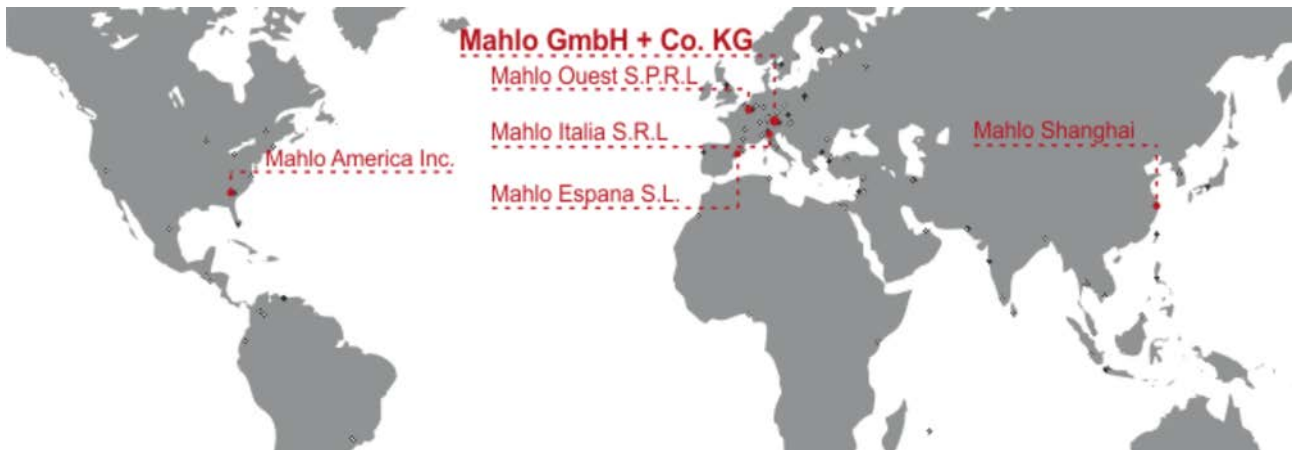 Mahlo GmbH + Co. KG
Mahlo Ouest S.P.R.L
Mahlo Italia S.R.L
Mahlo Shanghai
Mahlo America Inc.
Mahlo Espana S.L.